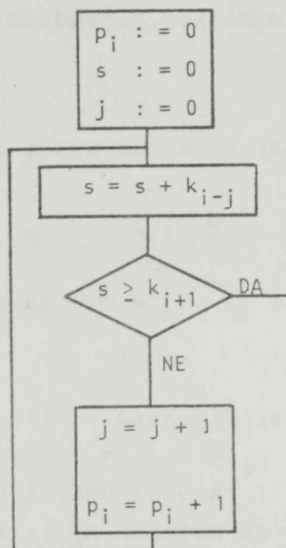 p_i := 0
s := 0
j := 0
s = s + k_{i-j}
s ≥ k_{i+1}
DA
NE
j = j + 1
p_i = p_i + 1